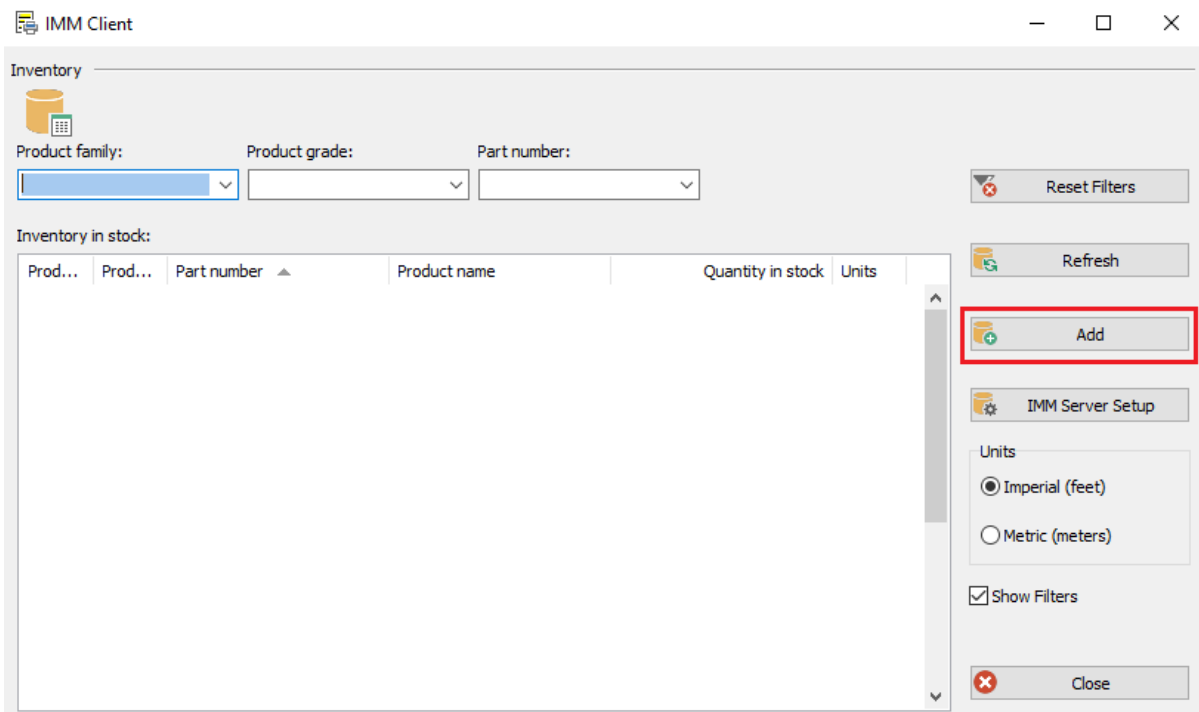 IMM Client
Inventory
Product family: Product grade: Part number:
Reset Filters
Inventory in stock:
Refresh
Prod... Prod... Part number Product name Quantity in stock Units
Add
IMM Server Setup
Units
Imperial (feet)
Metric (meters)
Show Filters
Close